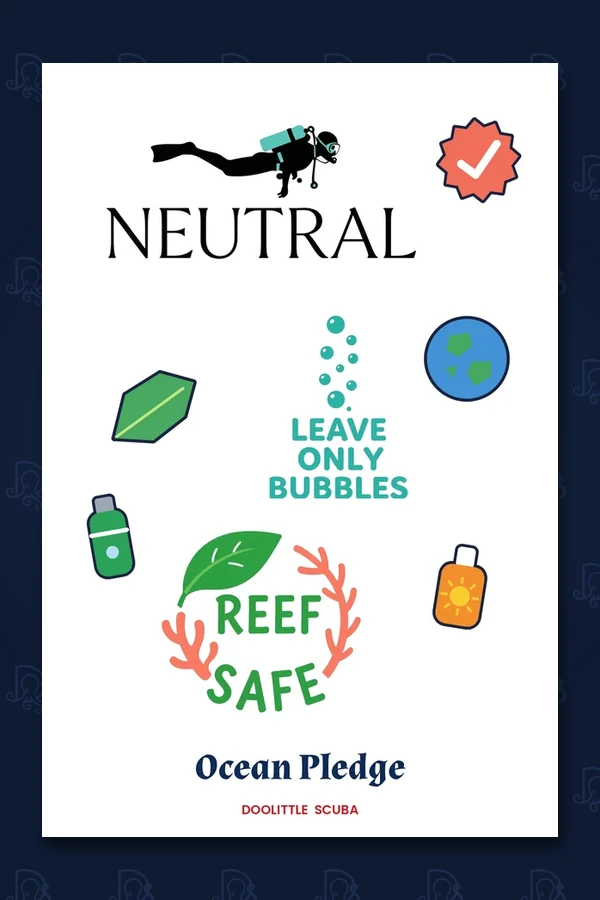 NEUTRAL
LEAVE
ONLY
BUBBLES
REEF
SAFE
Ocean Pledge
DOOLITTLE SCUBA